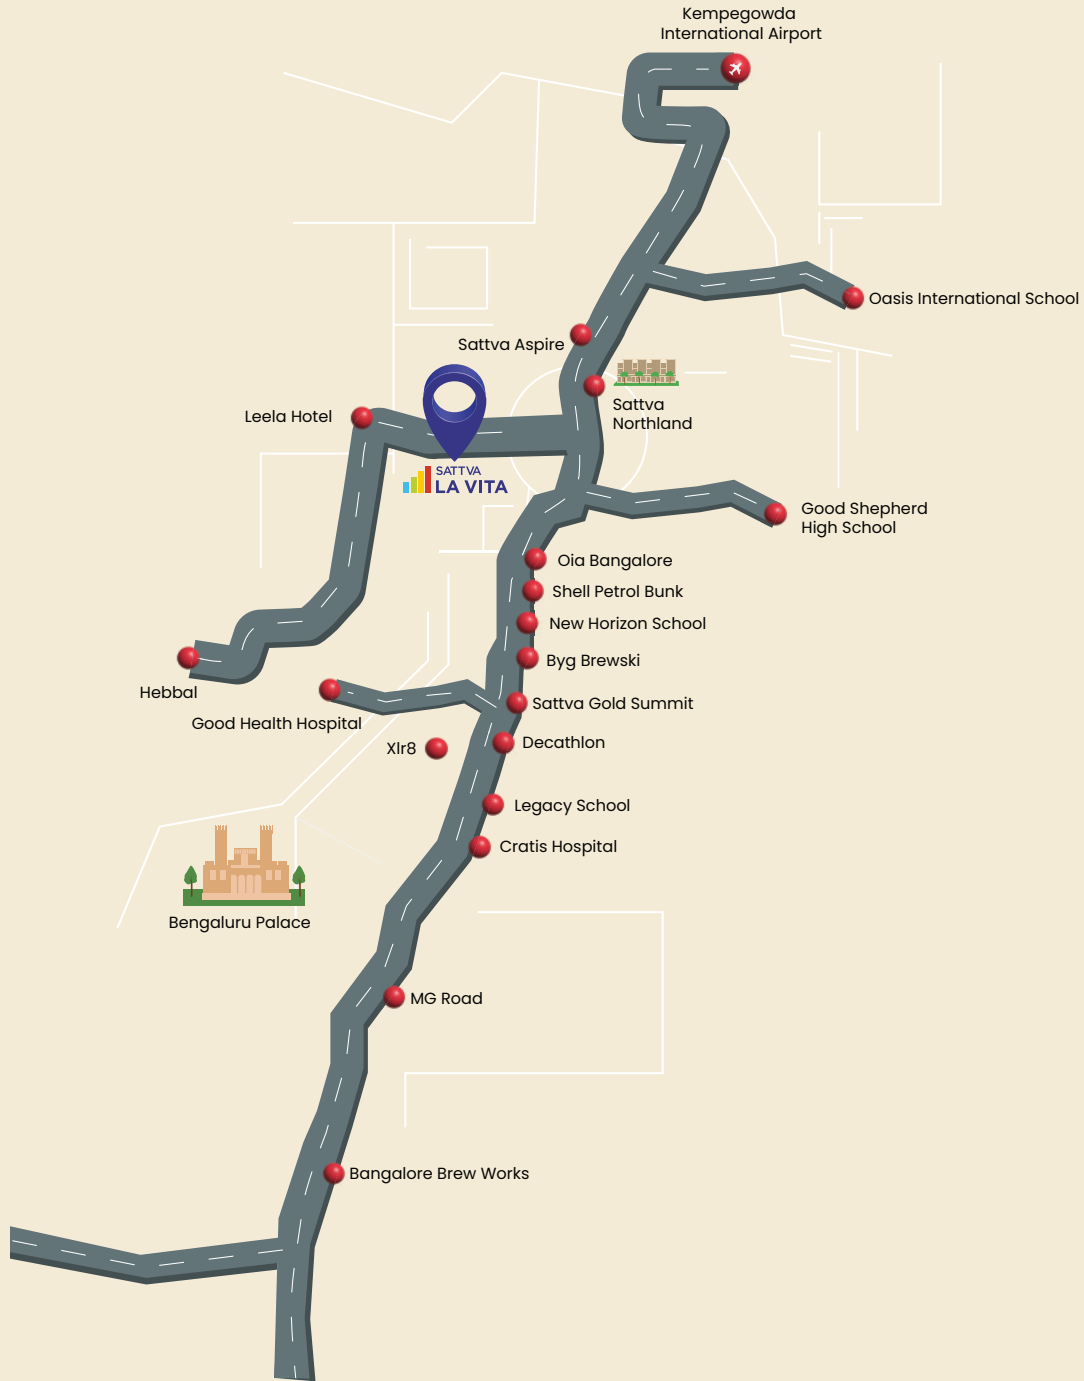 Kempegowda
International Airport
Oasis International School
Sattva Aspire
Sattva
Northland
Leela Hotel
SATTVA
LA VITA
Good Shepherd
High School
Oia Bangalore
Shell Petrol Bunk
New Horizon School
Byg Brewski
Hebbal
Sattva Gold Summit
Good Health Hospital
Xlr8
Decathlon
Legacy School
Cratis Hospital
Bengaluru Palace
MG Road
Bangalore Brew Works